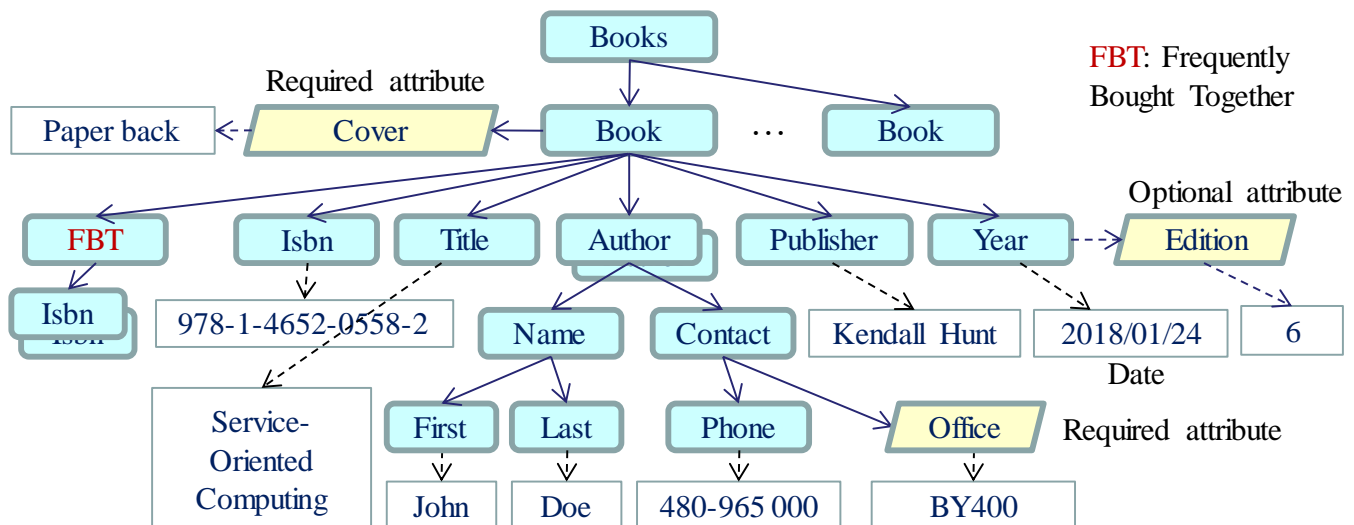 Books
FBT: Frequently
Bought Together
Required attribute
Paper back
Cover
Book
...
Book
Optional attribute
FBT
Isbn
Title
Author
Publisher
Year
Edition
Isbn
Isbn
978-1-4652-0558-2
Name
Contact
Kendall Hunt
2018/01/24
6
Date
Service-
Oriented
Computing
First
Last
Phone
Office
Required attribute
John
Doe
480-965 000
BY400